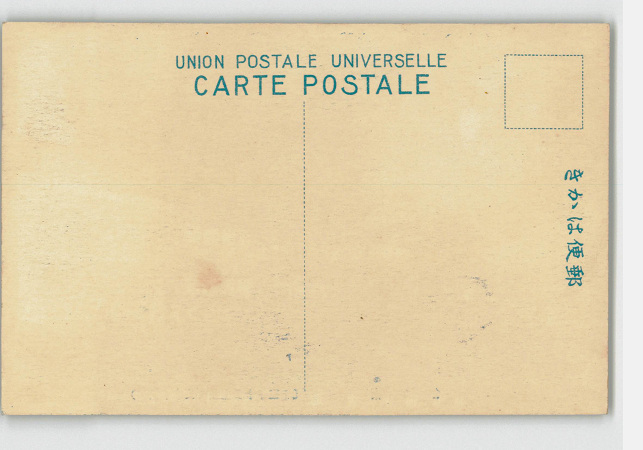 UNION POSTALE UNIVERSELLE
CARTE POSTALE
きかは便郵